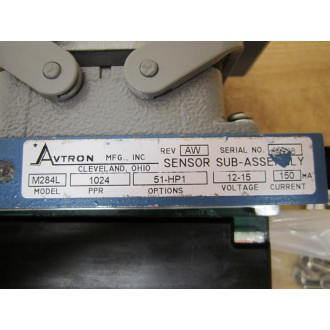 AVTRON MFG., INC REV AW SERIAL NO.
CLEVELAND, OHIO SENSOR SUB-ASSEMBLY
M284L 1024 51-HP1 12-15 150 MA
MODEL PPR OPTIONS VOLTAGE CURRENT